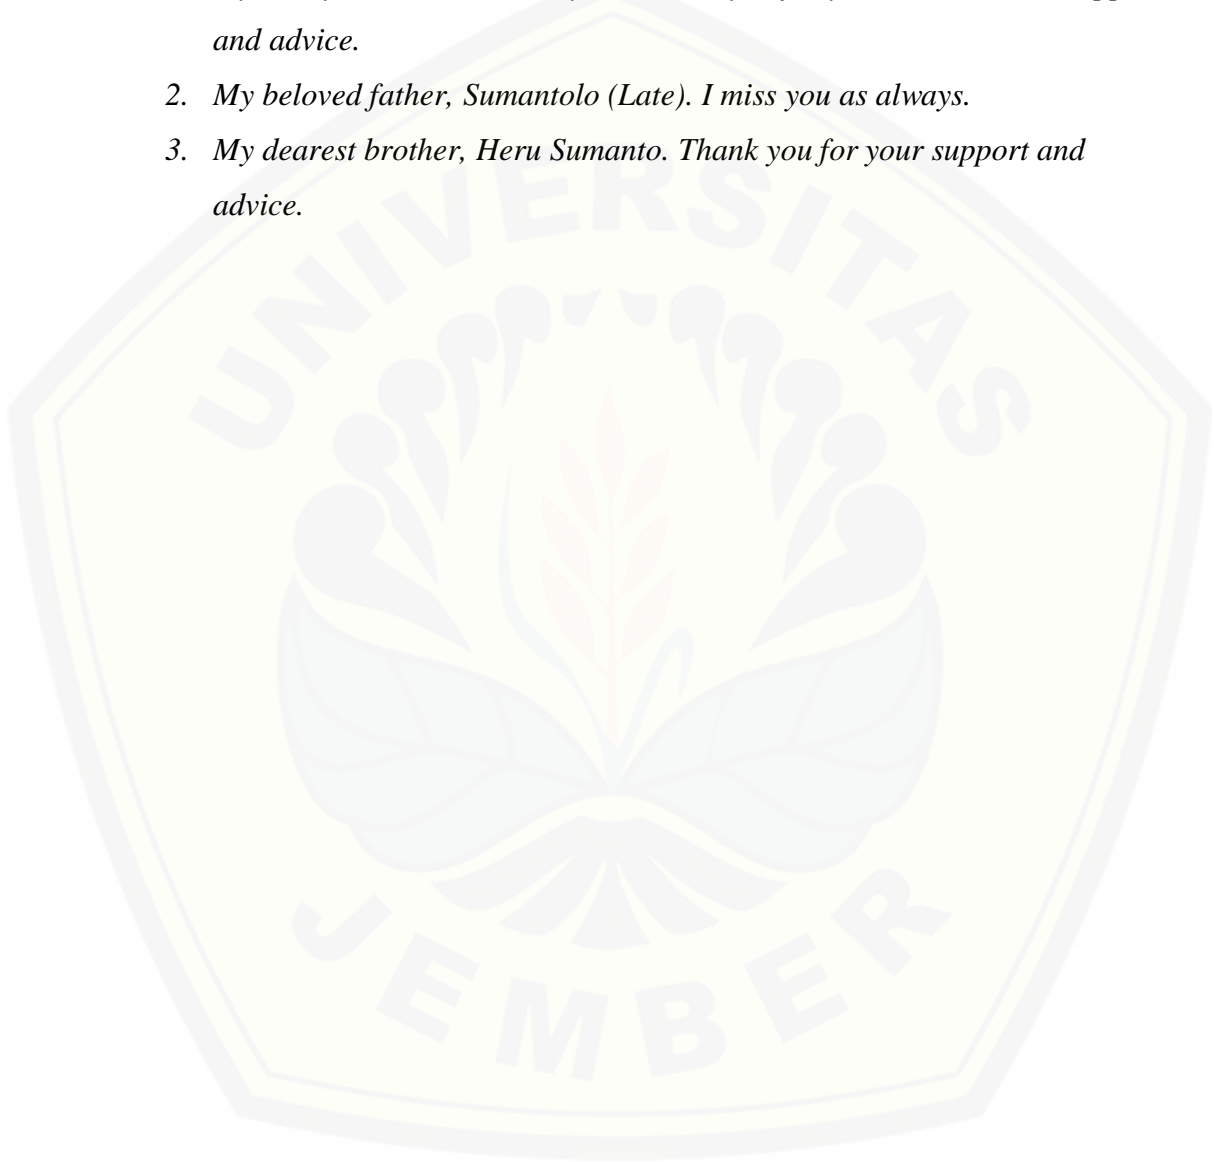 and advice.
2. My beloved father, Sumantolo (Late). I miss you as always.
3. My dearest brother, Heru Sumanto. Thank you for your support and
advice.
UNIVERSITAS
JEMBER